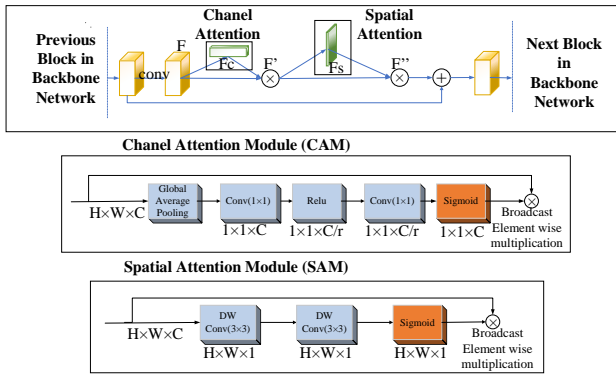 Chanel
Attention
Spatial
Attention
Previous
Block in
Backbone
Network
conv
F
Fc
F'
Fs
F''
Next Block
in
Backbone
Network
Chanel Attention Module (CAM)
H×W×C
Global
Average
Pooling
Conv(1×1)
1×1×C
Relu
1×1×C/r
Conv(1×1)
1×1×C/r
Sigmoid
1×1×C
Broadcast
Element wise
multiplication
Spatial Attention Module (SAM)
H×W×C
DW
Conv(3×3)
H×W×1
DW
Conv(3×3)
H×W×1
Sigmoid
H×W×1
Broadcast
Element wise
multiplication